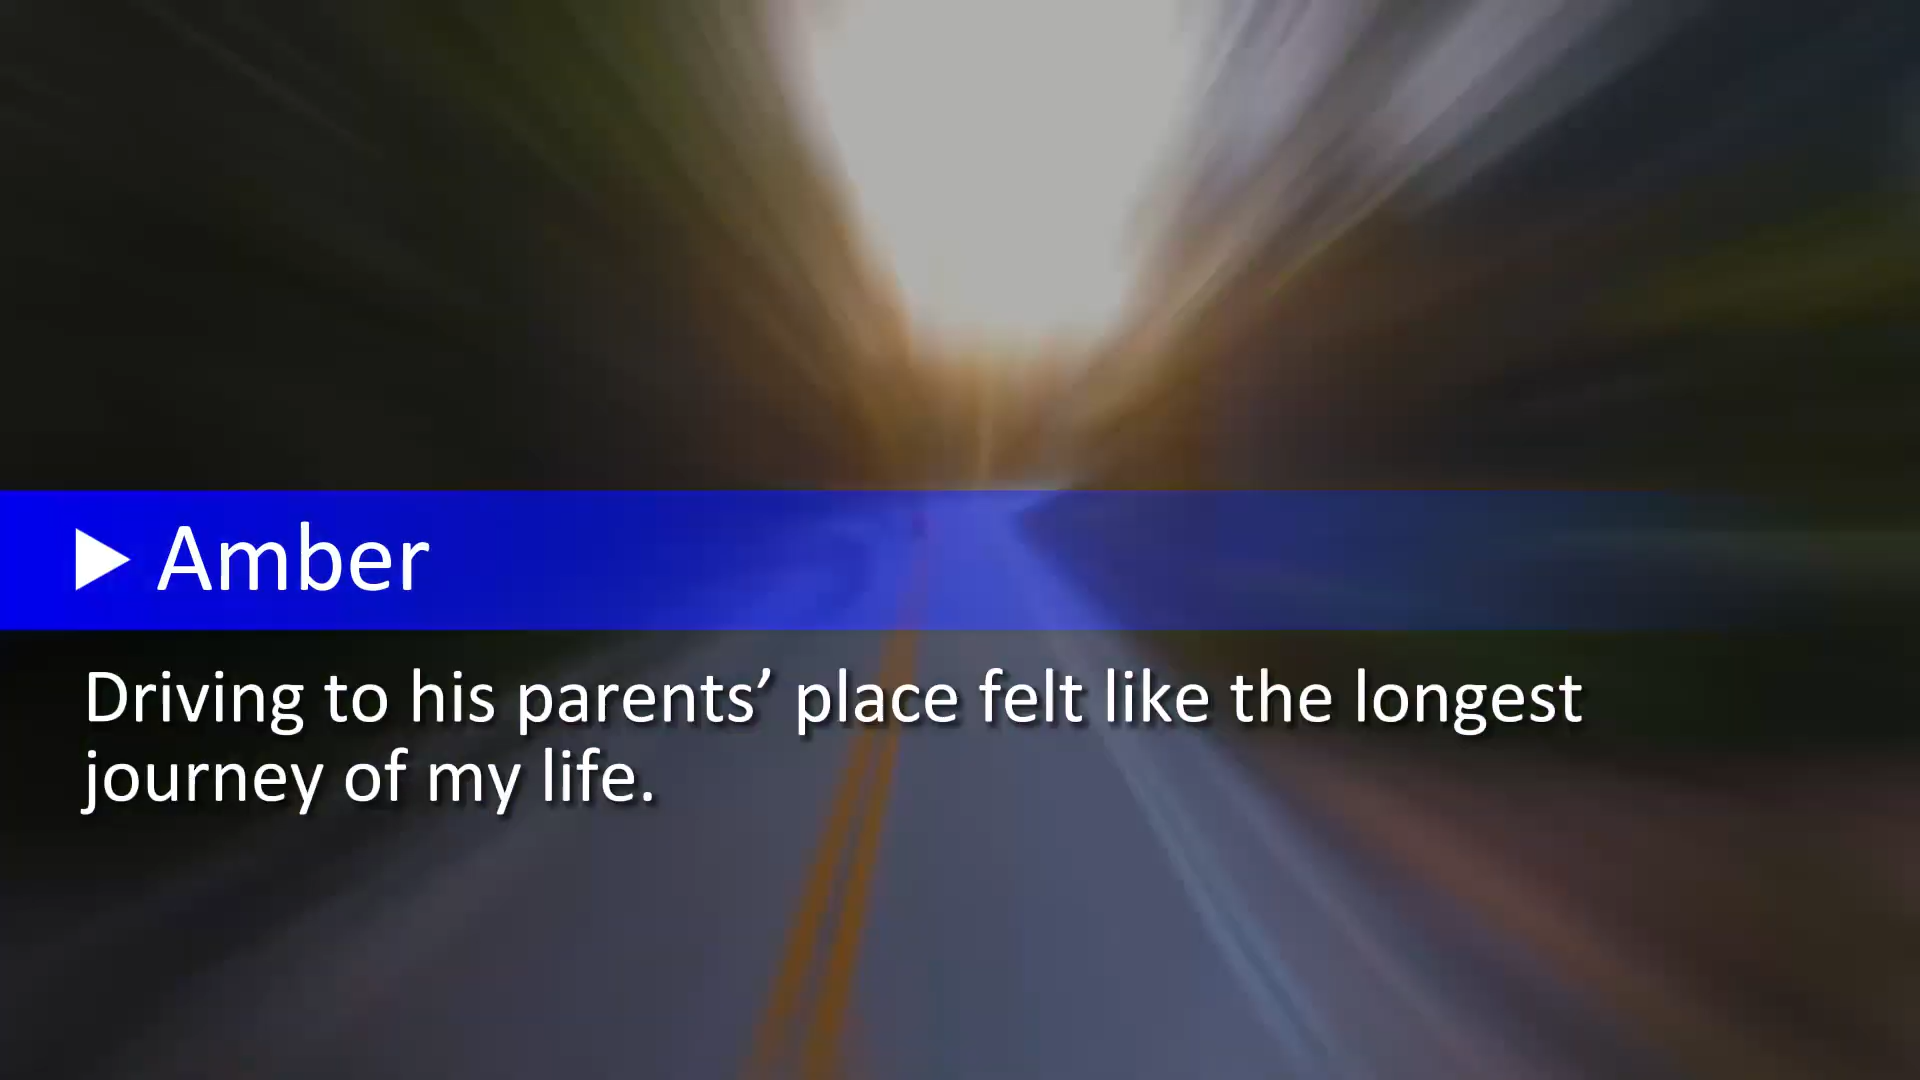 Amber
Driving to his parents’ place felt like the longest
journey of my life.